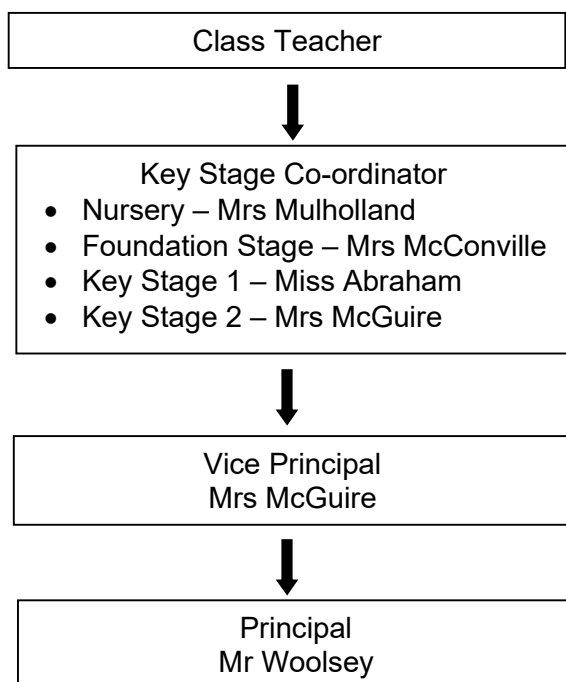 Class Teacher
Key Stage Co-ordinator
• Nursery – Mrs Mulholland
• Foundation Stage – Mrs McConville
• Key Stage 1 – Miss Abraham
• Key Stage 2 – Mrs McGuire
Vice Principal
Mrs McGuire
Principal
Mr Woolsey